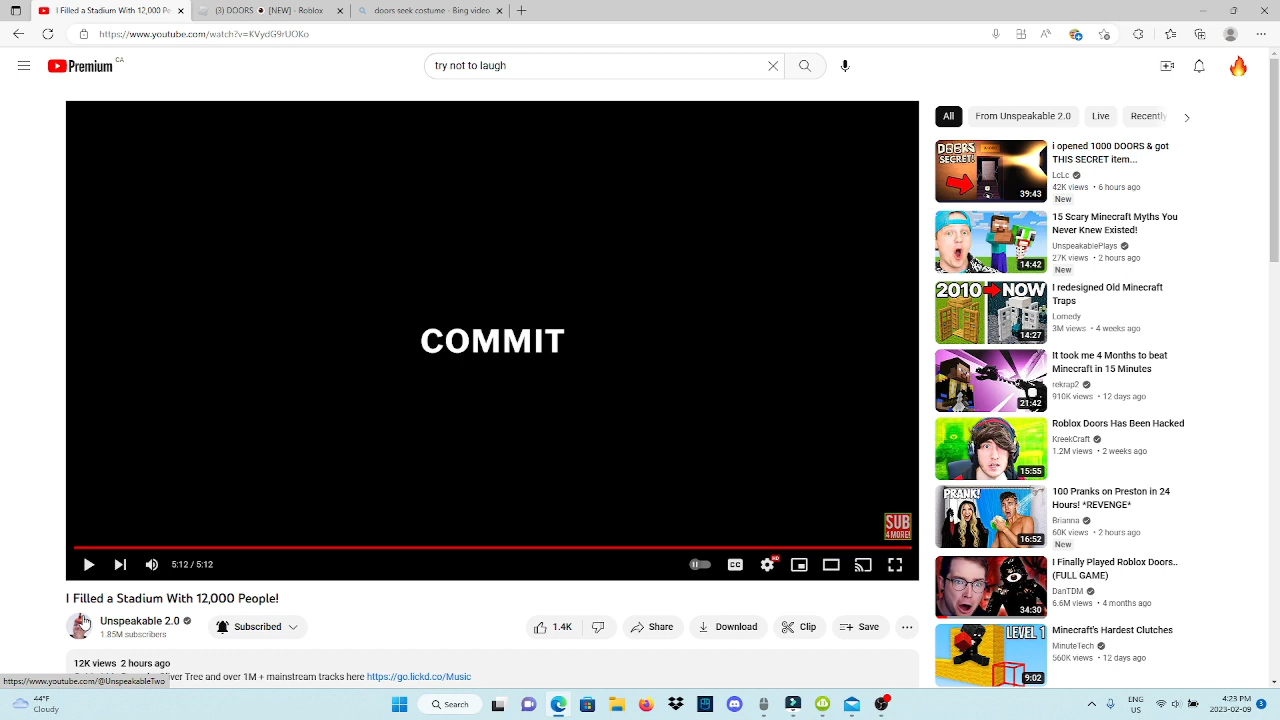 I Filled a Stadium With 12,000 Pe
(3) DOORS [NEW] - Roblox
doors seek costume - Bing video
https://www.youtube.com/watch?v=KVydG9rUOKo
Premium CA
try not to laugh
All
From Unspeakable 2.0
Live
Recently
COMMIT
SUB
4 MORE!
5:12 / 5:12
CC
HD
I Filled a Stadium With 12,000 People!
Unspeakable 2.0
1.85M subscribers
Subscribed
1.4K
Share
Download
Clip
Save
12K views 2 hours ago
ver Tree and over 1M + mainstream tracks here https://go.lickd.co/Music
https://www.youtube.com/@UnspeakableTwo
DOORS
SECRET!
39:43
i opened 1000 DOORS & got
THIS SECRET item...
LcLc
42K views • 6 hours ago
New
14:42
15 Scary Minecraft Myths You
Never Knew Existed!
UnspeakablePlays
27K views • 2 hours ago
New
2010 NOW
14:27
I redesigned Old Minecraft
Traps
Lomedy
3M views • 4 weeks ago
21:42
It took me 4 Months to beat
Minecraft in 15 Minutes
rekrap2
910K views • 12 days ago
15:55
Roblox Doors Has Been Hacked
KreekCraft
1.2M views • 2 weeks ago
PRANK!
16:52
100 Pranks on Preston in 24
Hours! *REVENGE*
Brianna
60K views • 2 hours ago
New
34:30
I Finally Played Roblox Doors..
(FULL GAME)
DanTDM
6.6M views • 4 months ago
LEVEL 1
9:02
Minecraft's Hardest Clutches
MinuteTech
560K views • 12 days ago
44°F
Cloudy
Search
ENG
US
4:23 PM
2023-02-09
3